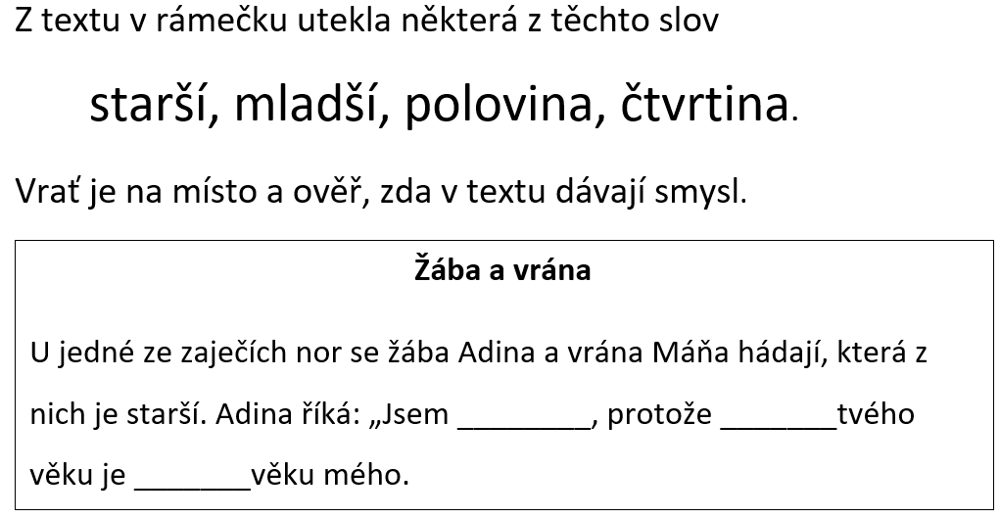 Z textu v rámečku utekla některá z těchto slov
starší, mladší, polovina, čtvrtina.
Vrať je na místo a ověř, zda v textu dávají smysl.
Žába a vrána
U jedné ze zaječích nor se žába Adina a vrána Máňa hádají, která z
nich je starší. Adina říká: „Jsem ________, protože _______tvého
věku je _______věku mého.